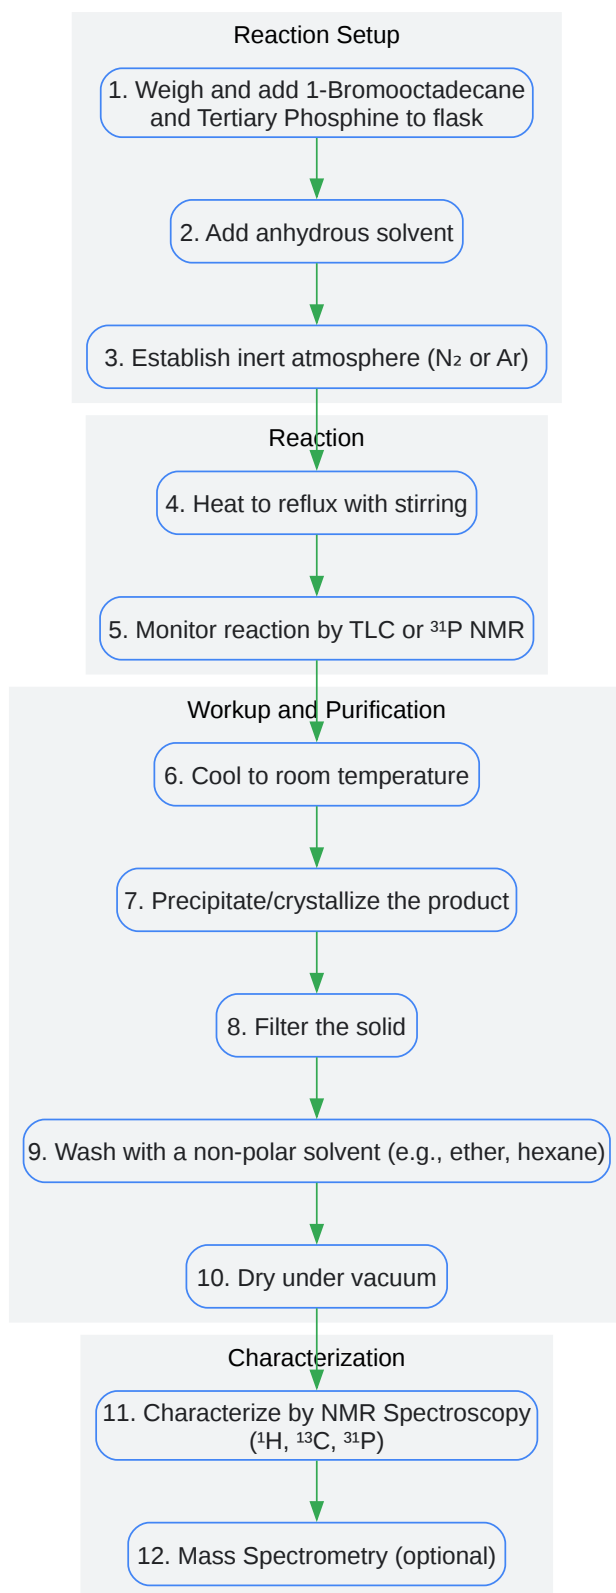 Reaction Setup
1. Weigh and add 1-Bromooctadecane
and Tertiary Phosphine to flask
2. Add anhydrous solvent
3. Establish inert atmosphere (N₂ or Ar)
Reaction
4. Heat to reflux with stirring
5. Monitor reaction by TLC or ³¹P NMR
Workup and Purification
6. Cool to room temperature
7. Precipitate/crystallize the product
8. Filter the solid
9. Wash with a non-polar solvent (e.g., ether, hexane)
10. Dry under vacuum
Characterization
11. Characterize by NMR Spectroscopy
(¹H, ¹³C, ³¹P)
12. Mass Spectrometry (optional)